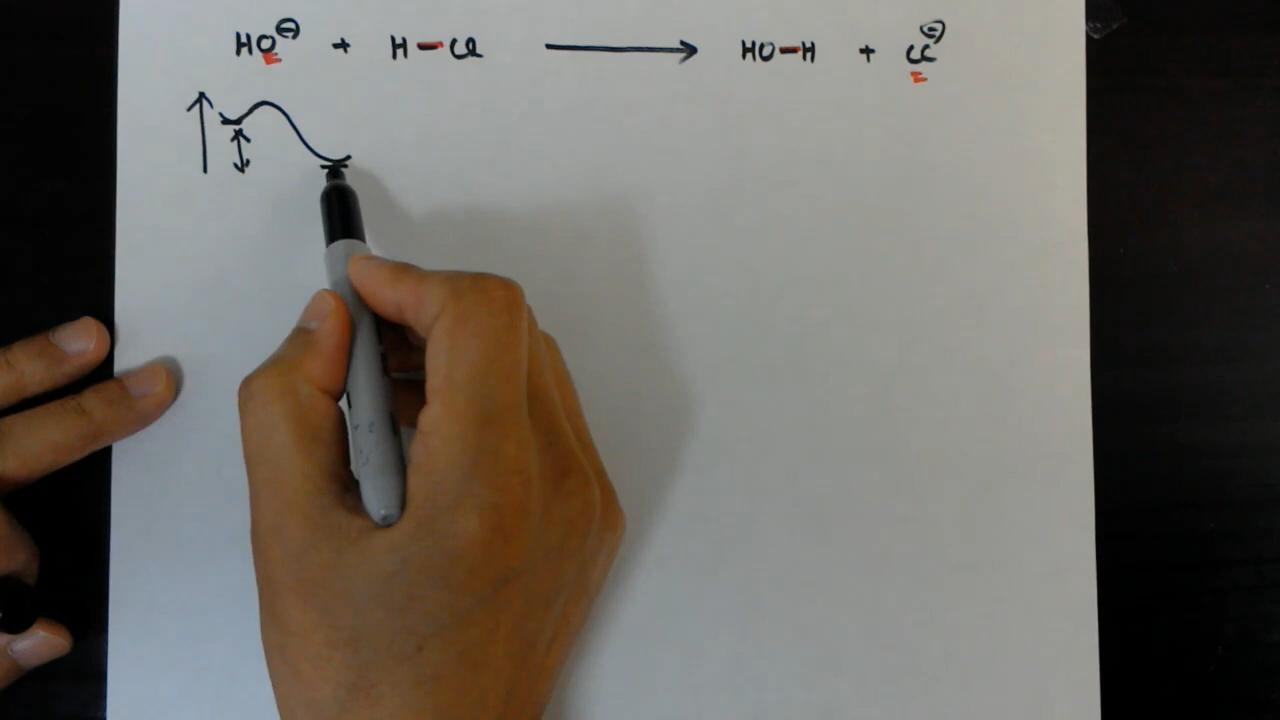 HO⊖ + H–Cl ⟶ HO–H + Cl⊖